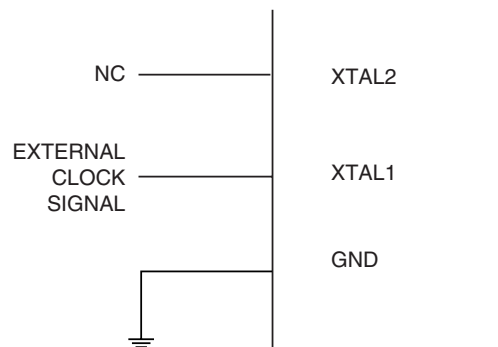 NC
XTAL2
EXTERNAL
CLOCK
SIGNAL
XTAL1
GND